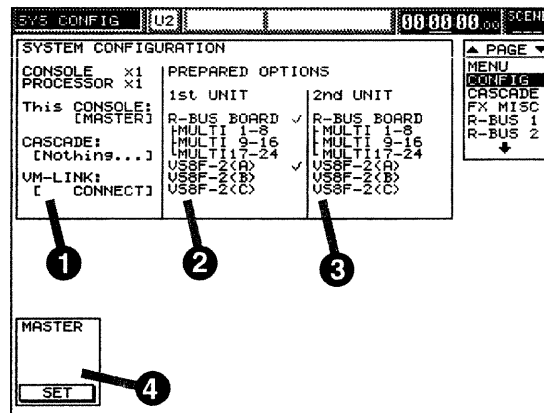 SYS CONFIG U2 00 00 00.00 SCENE
▲ PAGE ▼
MENU
CONFIG
CASCADE
FX MISC
R-BUS 1
R-BUS 2
SYSTEM CONFIGURATION
CONSOLE x1
PROCESSOR x1
This CONSOLE:
[MASTER]
CASCADE:
[Nothing...]
VM-LINK:
[ CONNECT]
PREPARED OPTIONS
1st UNIT
R-BUS BOARD ✓
MULTI 1-8
MULTI 9-16
MULTI17-24
VS8F-2(A) ✓
VS8F-2(B)
VS8F-2(C)
2nd UNIT
R-BUS BOARD
MULTI 1-8
MULTI 9-16
MULTI17-24
VS8F-2(A)
VS8F-2(B)
VS8F-2(C)
1
2
3
MASTER
SET
4